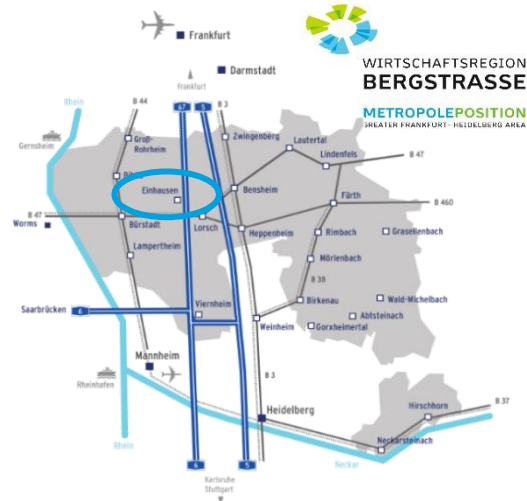 Frankfurt
WIRTSCHAFTSREGION
BERGSTRASSE
METROPOLEPOSITION
GREATER FRANKFURT- HEIDELBERG AREA
Darmstadt
Frankfurt
Rhein
B 44
67
5
B 3
Gernsheim
Groß-
Rohrheim
Zwingenberg
Lautertal
Lindenfels
B 47
Einhausen
Bensheim
Fürth
B 460
B 47
Worms
Bürstadt
Lorsch
Heppenheim
Rimbach
Grasellenbach
Lampertheim
Mörlenbach
B 38
Saarbrücken
6
Viernheim
Birkenau
Wald-Michelbach
Abtsteinach
Weinheim
Gorxheimertal
Mannheim
Rheinhafen
B 3
Heidelberg
Hirschhorn
B 37
Rhein
Neckarsteinach
Neckar
6
5
Karlsruhe
Stuttgart